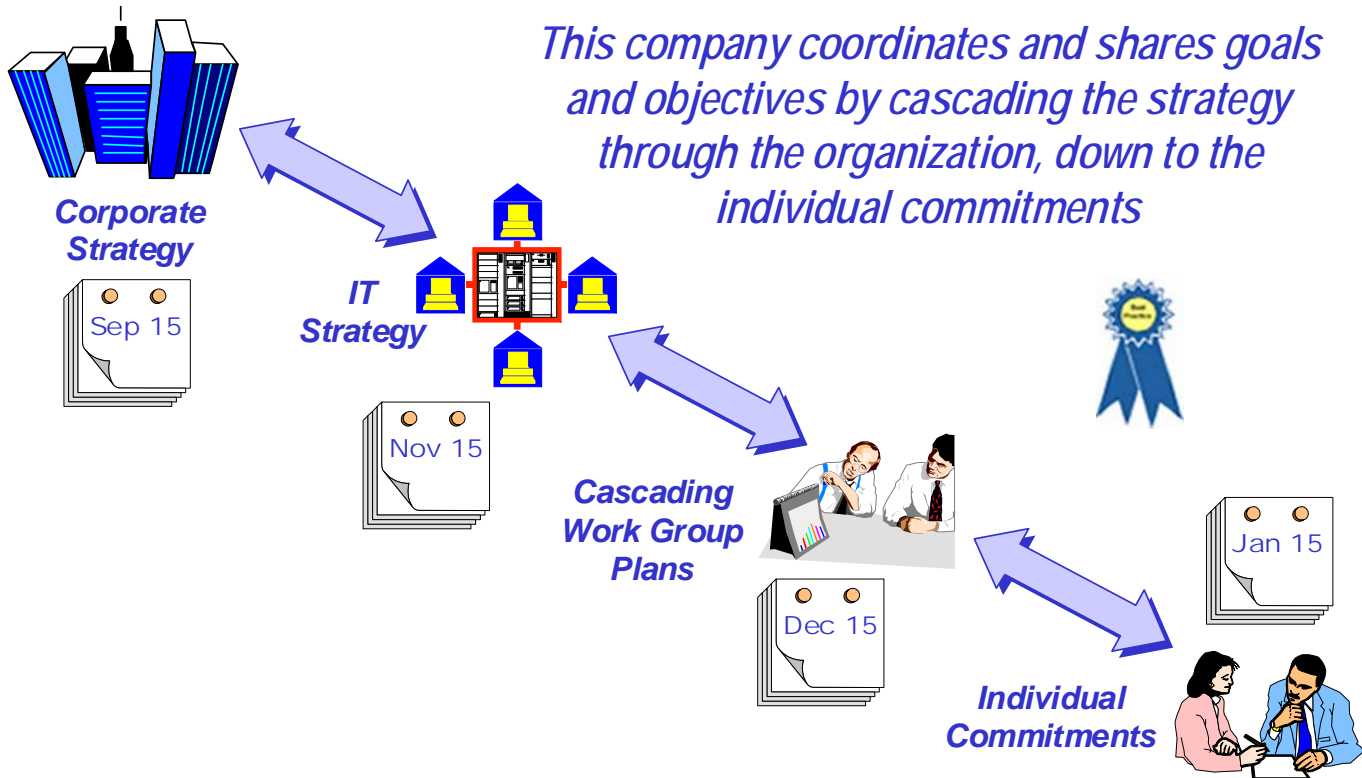 This company coordinates and shares goals
and objectives by cascading the strategy
through the organization, down to the
individual commitments
Corporate
Strategy
Sep 15
IT
Strategy
Nov 15
Best
Practice
Cascading
Work Group
Plans
Dec 15
Jan 15
Individual
Commitments